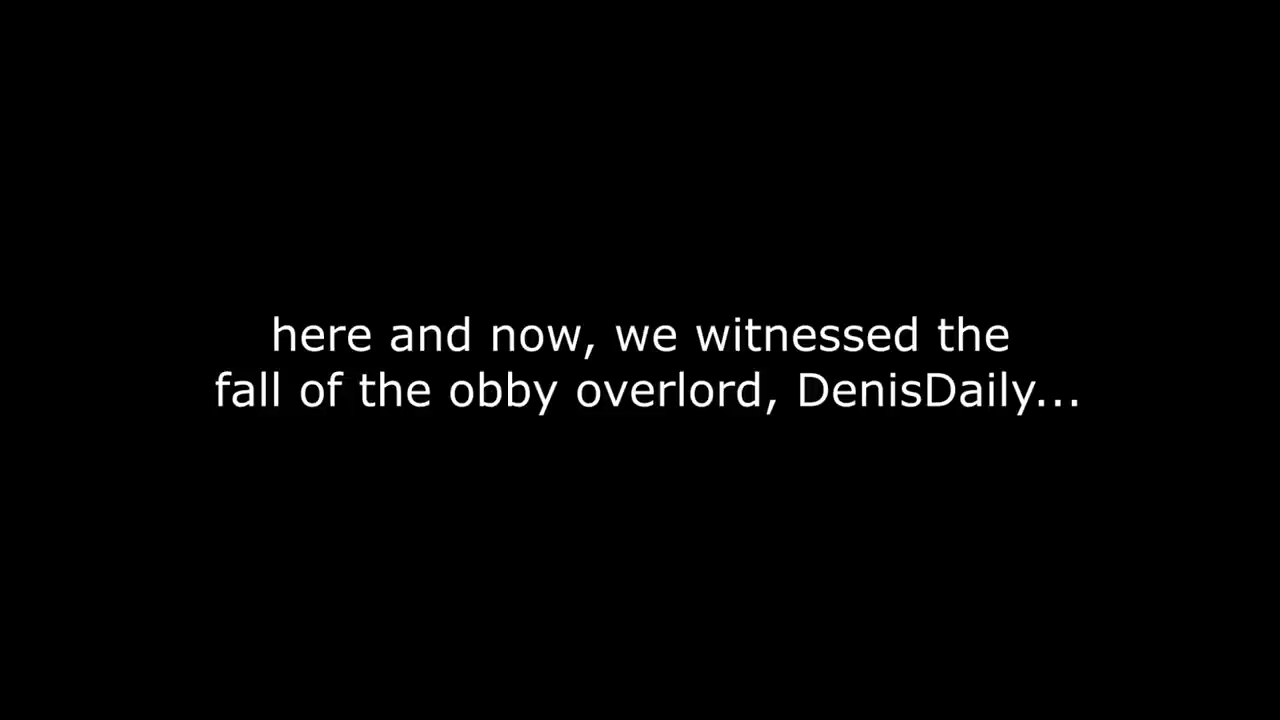 here and now, we witnessed the
fall of the obby overlord, DenisDaily...